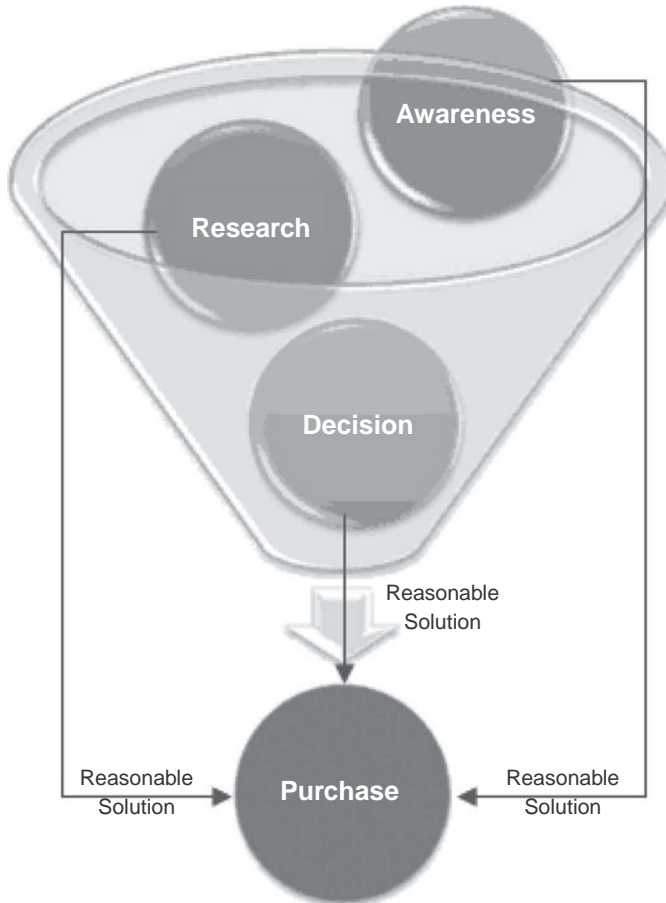 Awareness
Research
Decision
Reasonable
Solution
Reasonable
Solution
Purchase
Reasonable
Solution